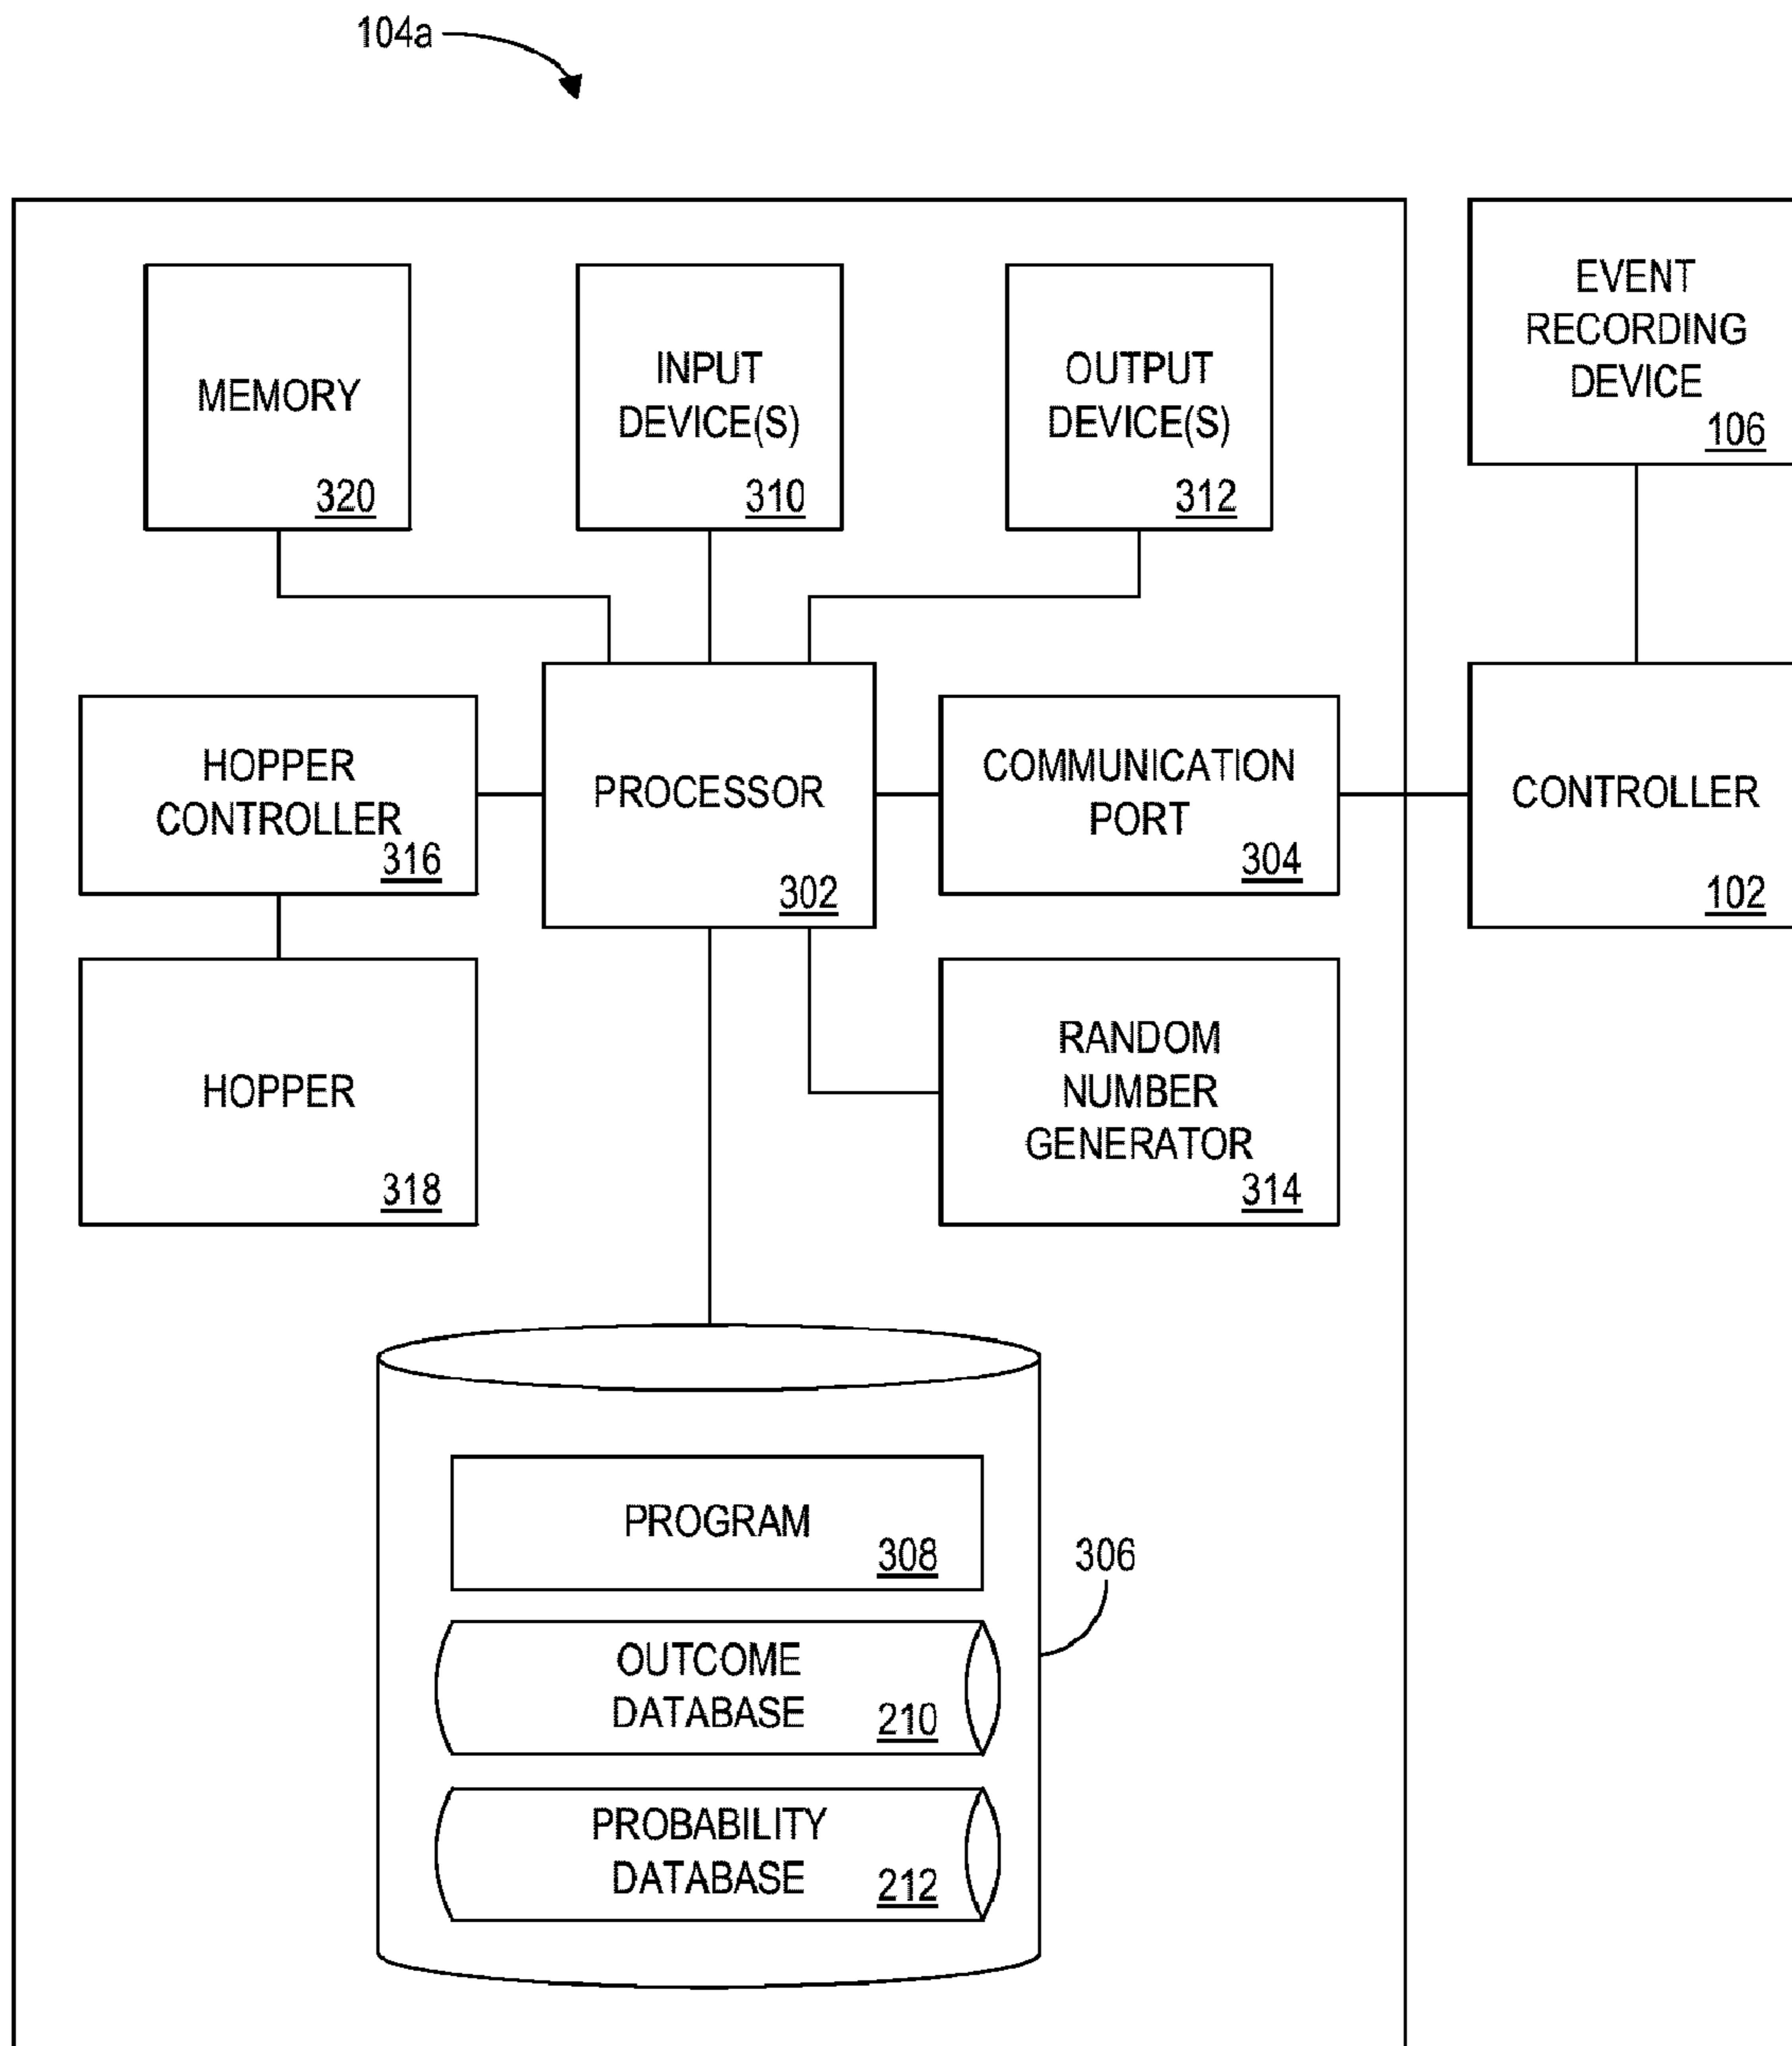 104a
MEMORY
320
INPUT
DEVICE(S)
310
OUTPUT
DEVICE(S)
312
EVENT
RECORDING
DEVICE
106
HOPPER
CONTROLLER
316
PROCESSOR
302
COMMUNICATION
PORT
304
CONTROLLER
102
HOPPER
318
RANDOM
NUMBER
GENERATOR
314
PROGRAM
308
306
OUTCOME
DATABASE
210
PROBABILITY
DATABASE
212